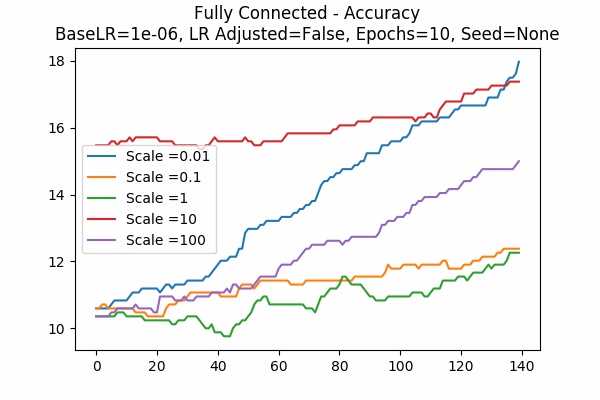 Fully Connected - Accuracy
BaseLR=1e-06, LR Adjusted=False, Epochs=10, Seed=None
18
16
14
12
10
Scale =0.01
Scale =0.1
Scale =1
Scale =10
Scale =100
0 20 40 60 80 100 120 140